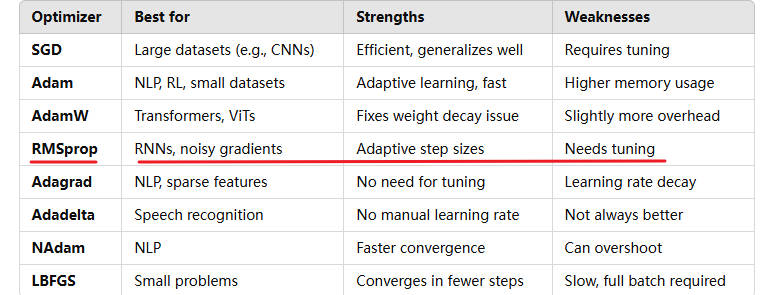 Optimizer Best for Strengths Weaknesses
SGD Large datasets (e.g., CNNs) Efficient, generalizes well Requires tuning
Adam NLP, RL, small datasets Adaptive learning, fast Higher memory usage
AdamW Transformers, ViTs Fixes weight decay issue Slightly more overhead
RMSprop RNNs, noisy gradients Adaptive step sizes Needs tuning
Adagrad NLP, sparse features No need for tuning Learning rate decay
Adadelta Speech recognition No manual learning rate Not always better
NAdam NLP Faster convergence Can overshoot
LBFGS Small problems Converges in fewer steps Slow, full batch required